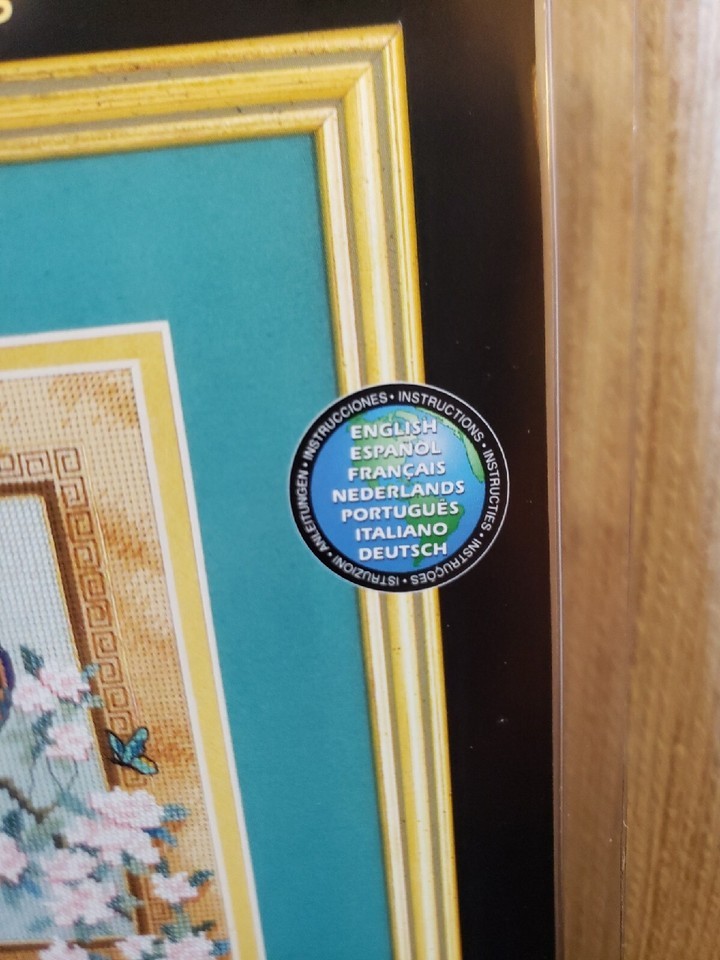 ENGLISH
ESPAÑOL
FRANÇAIS
NEDERLANDS
PORTUGUÊS
ITALIANO
DEUTSCH
INSTRUCCIONES • INSTRUCTIONS • INSTRUCTIES • INSTRUÇÕES • ISTRUZIONI • ANLEITUNGEN •